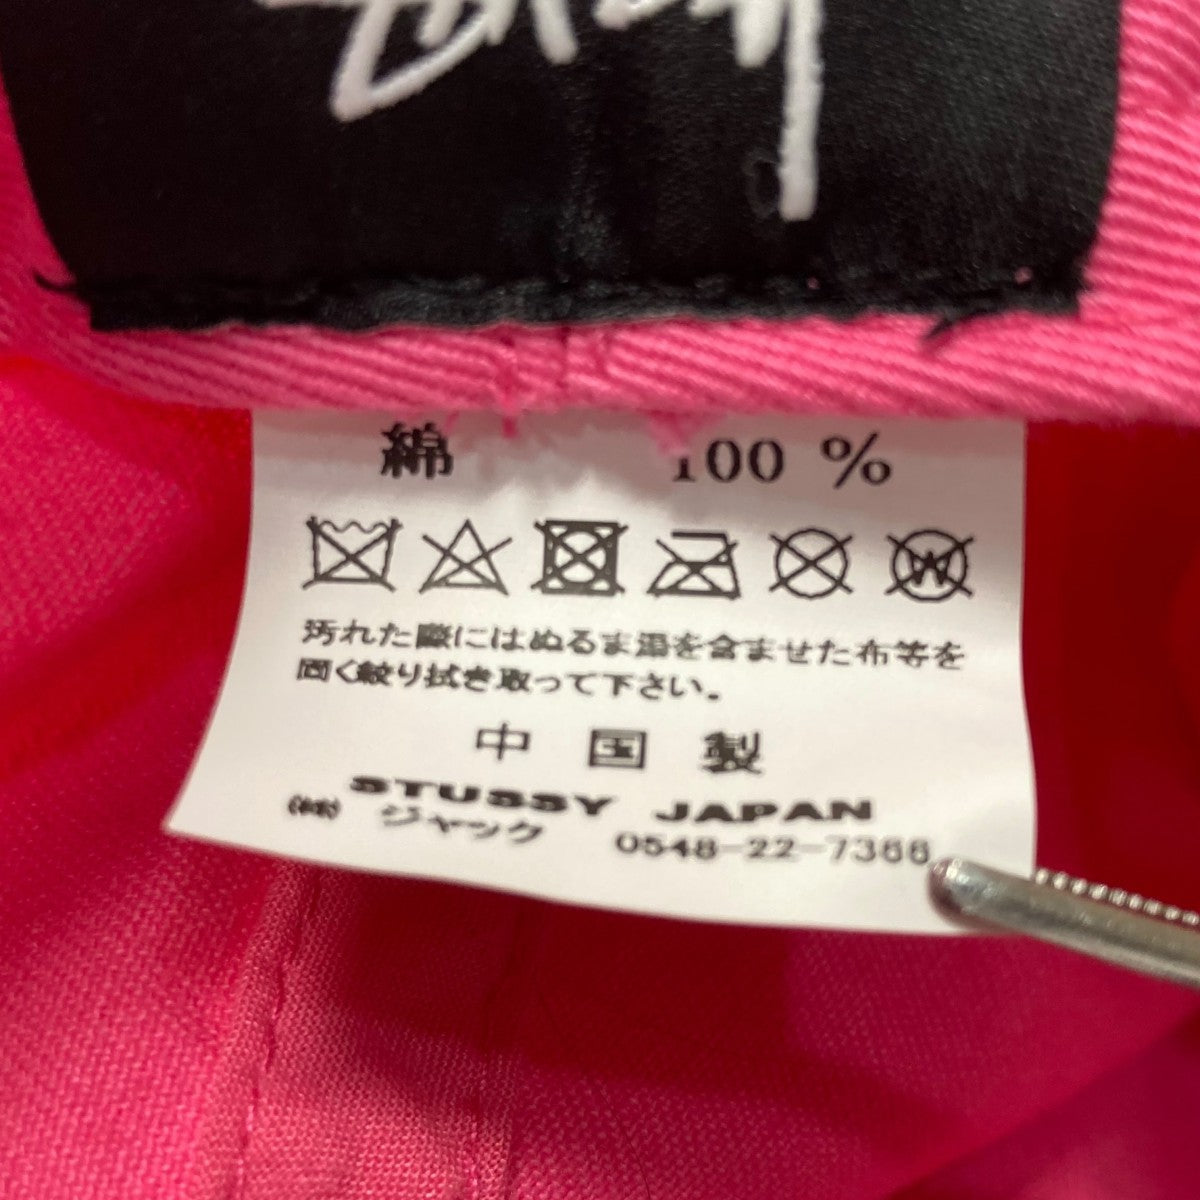 綿 100 %
汚れた際にはぬるま湯を含ませた布等を
固く絞り拭き取って下さい。
中 国 製
STUSSY JAPAN
㈱ ジャック 0548-22-7366